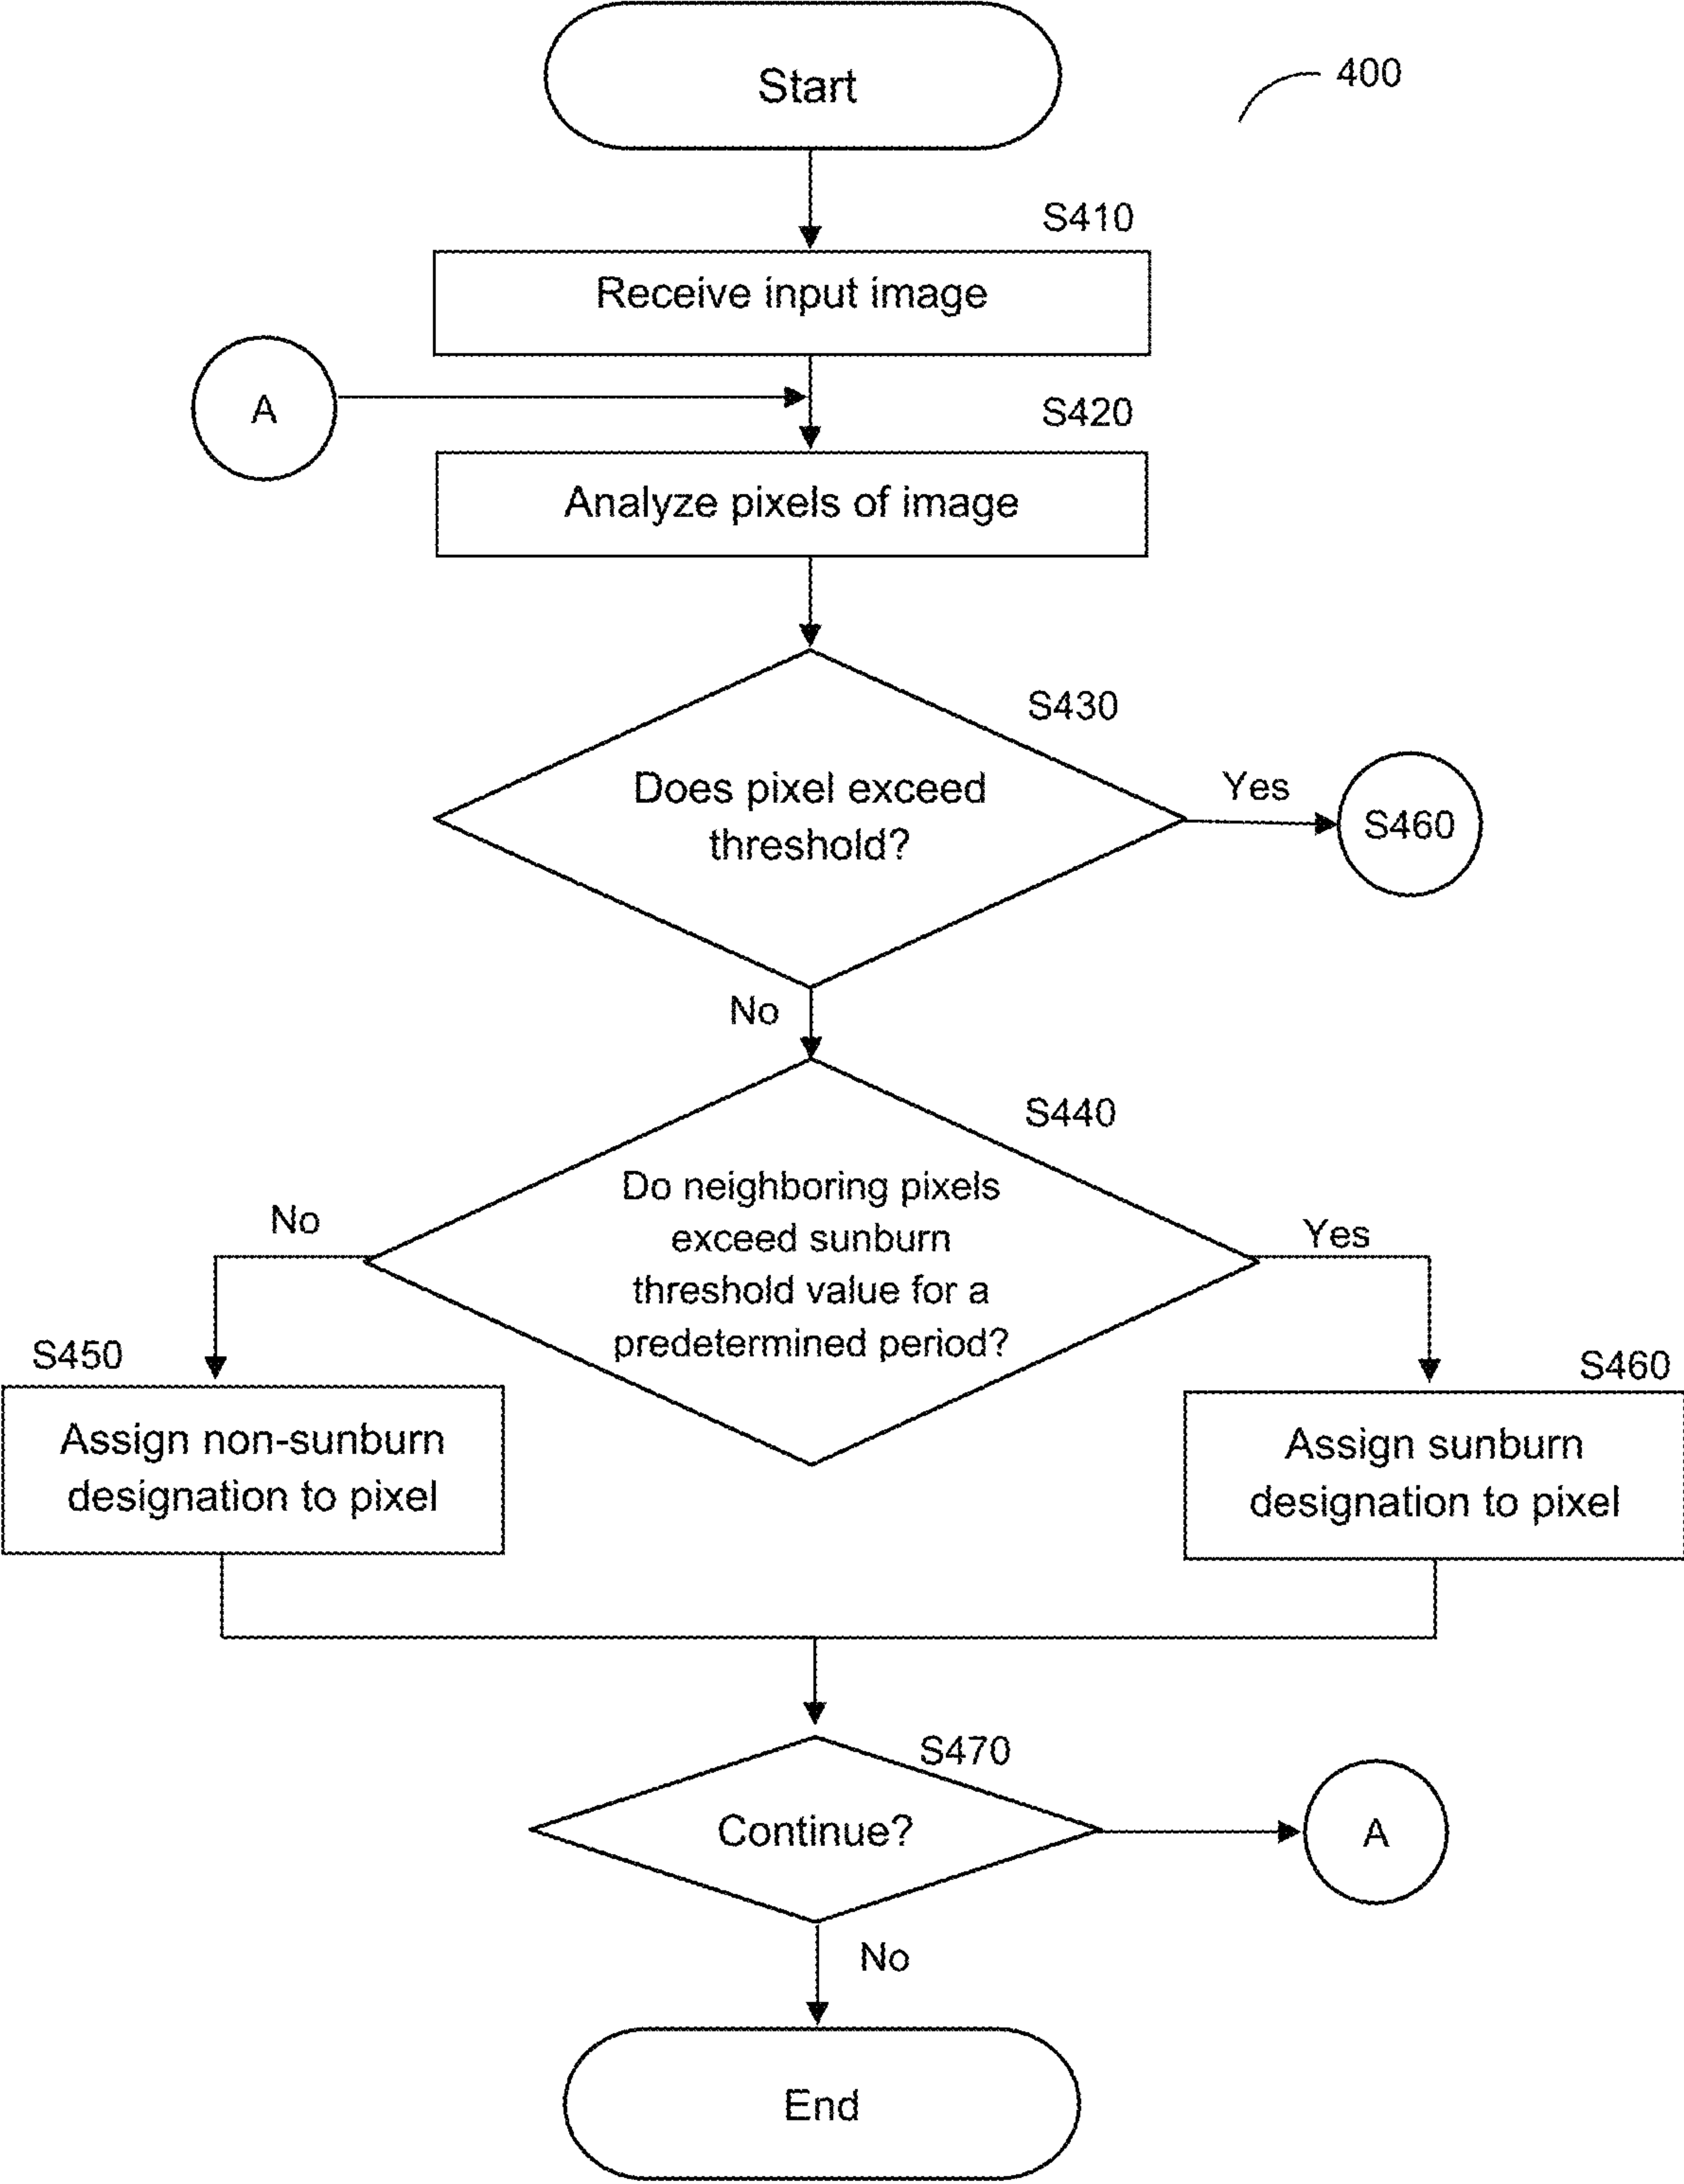 Start
400
S410
Receive input image
A
S420
Analyze pixels of image
S430
Does pixel exceed
threshold?
Yes
S460
No
S440
Do neighboring pixels
exceed sunburn
threshold value for a
predetermined period?
No
Yes
S450
Assign non-sunburn
designation to pixel
S460
Assign sunburn
designation to pixel
S470
Continue?
A
No
End